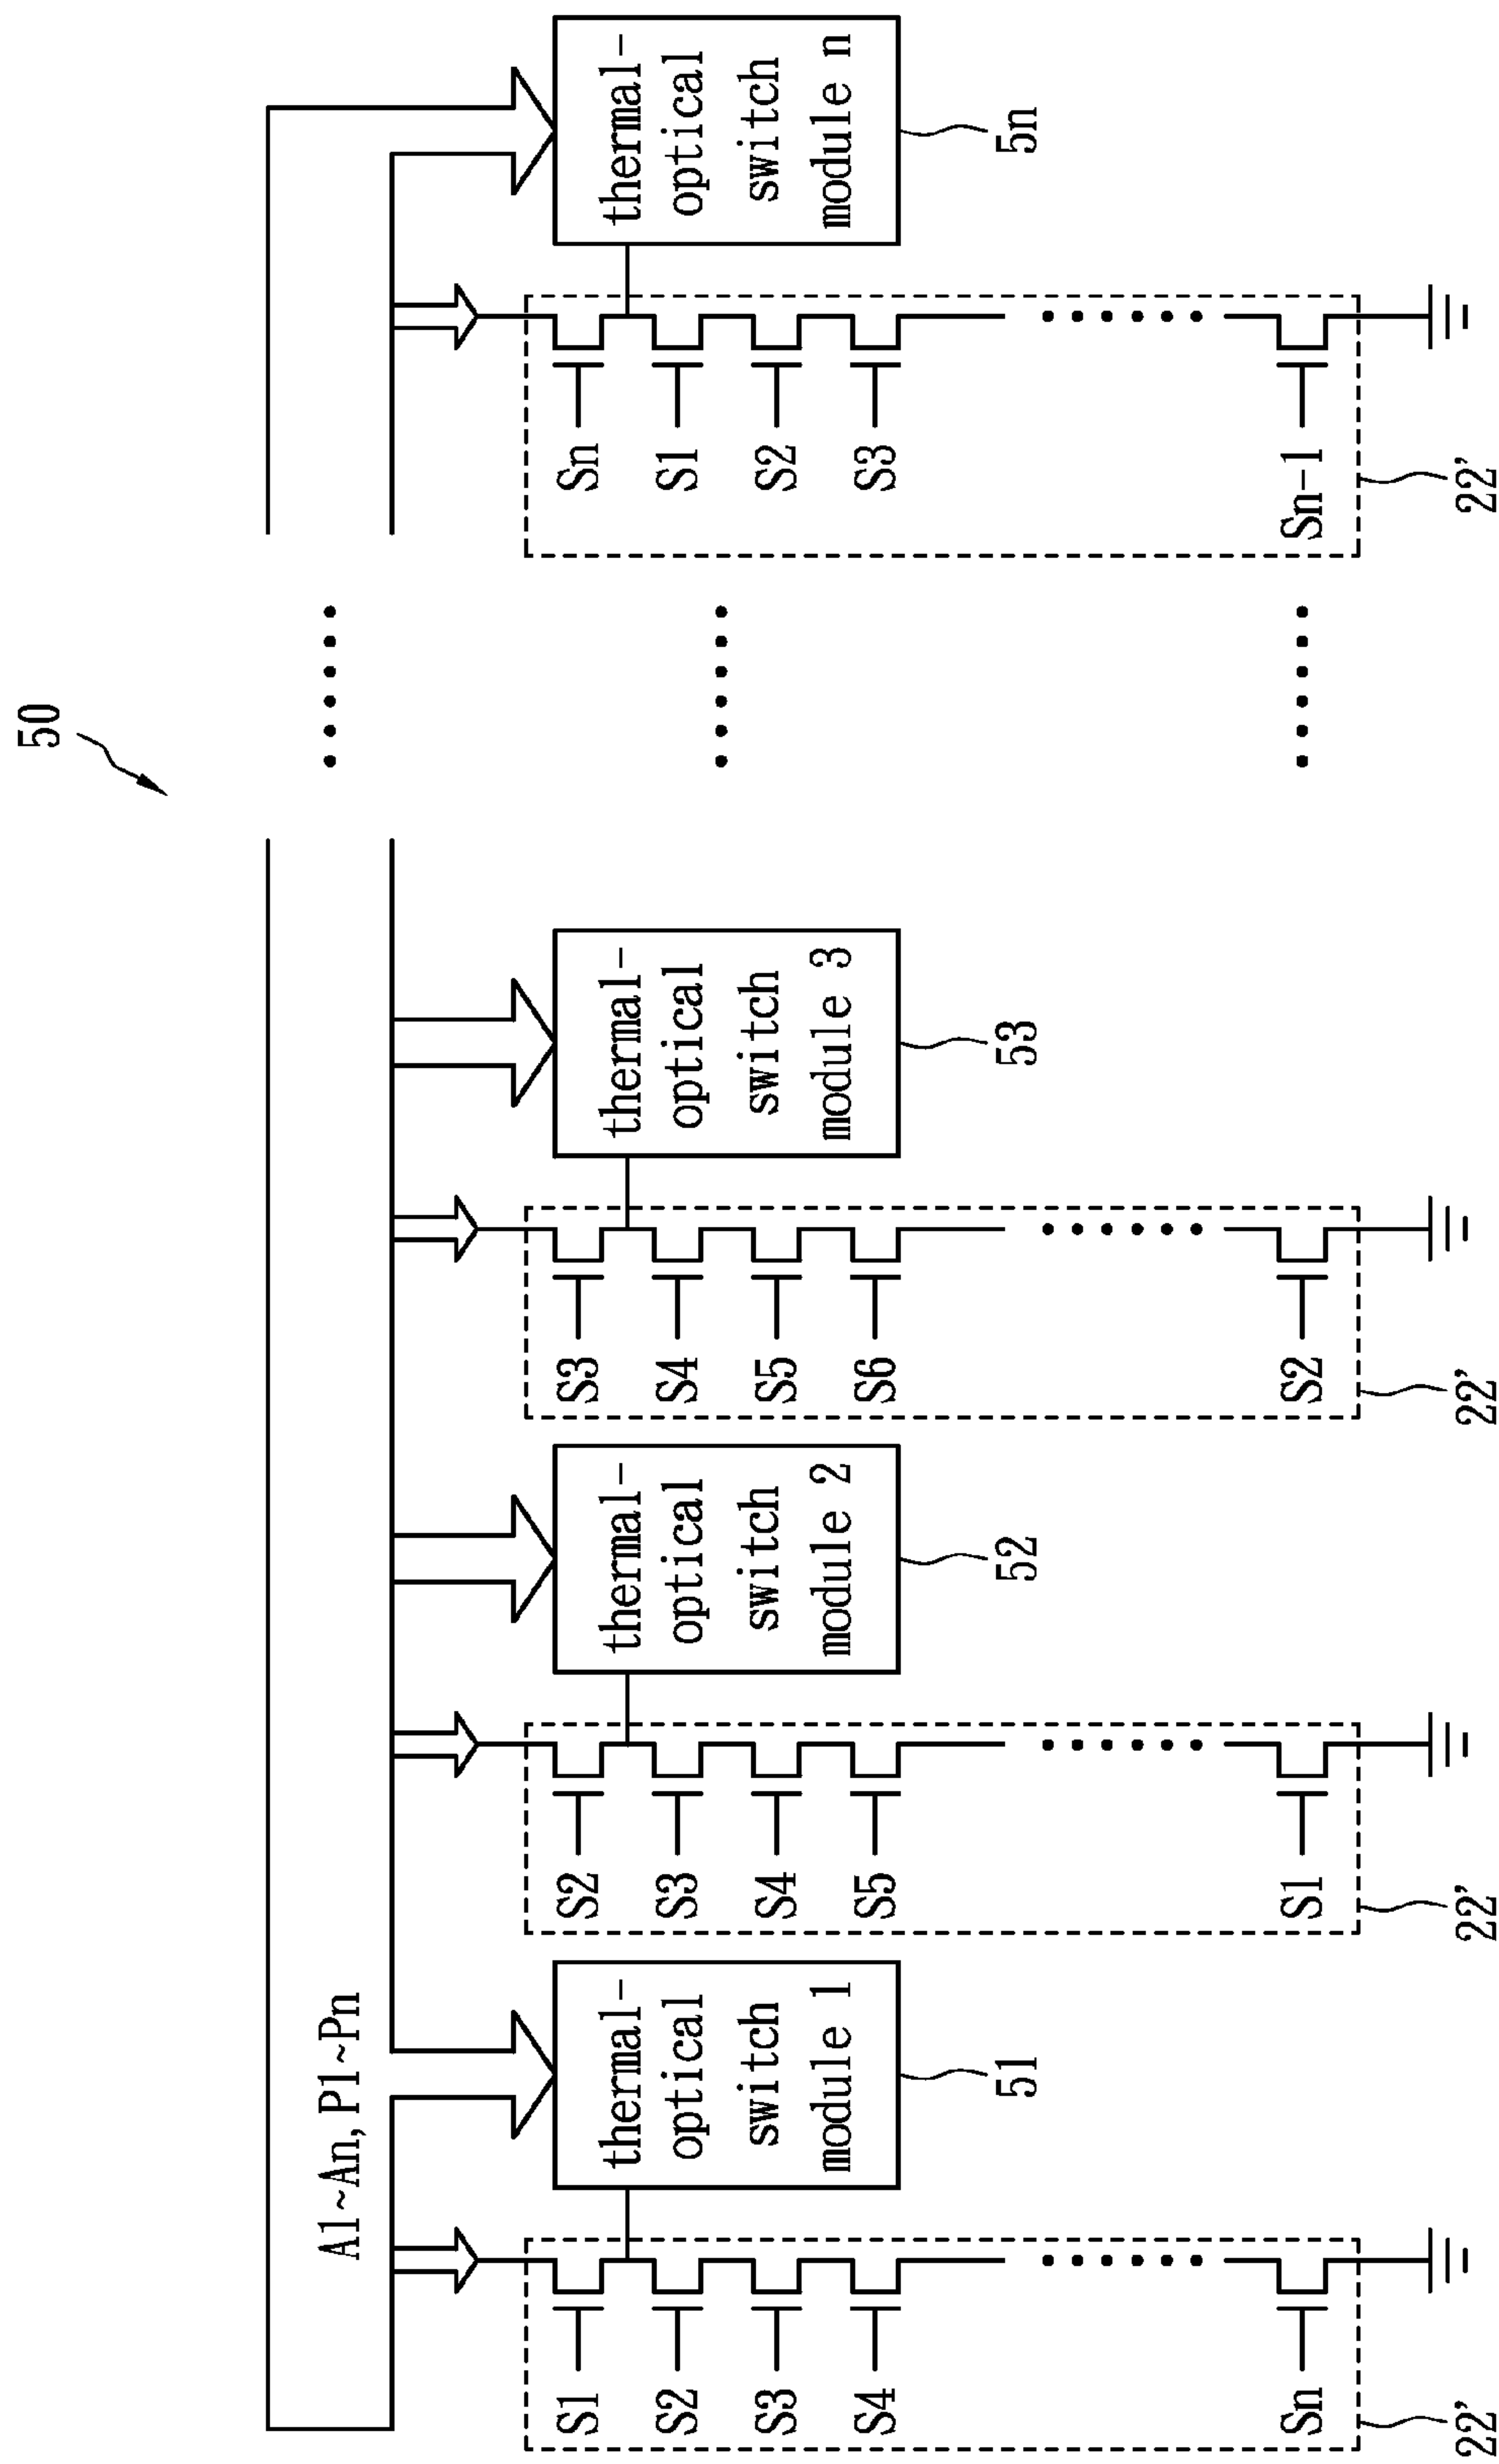 50
A1~An, P1~Pn
S1
S2
S3
S4
Sn
22'
thermal-
optical
switch
module 1
51
S2
S3
S4
S5
S1
22'
thermal-
optical
switch
module 2
52
S3
S4
S5
S6
S2
22'
thermal-
optical
switch
module 3
53
Sn
S1
S2
S3
Sn-1
22'
thermal-
optical
switch
module n
5n